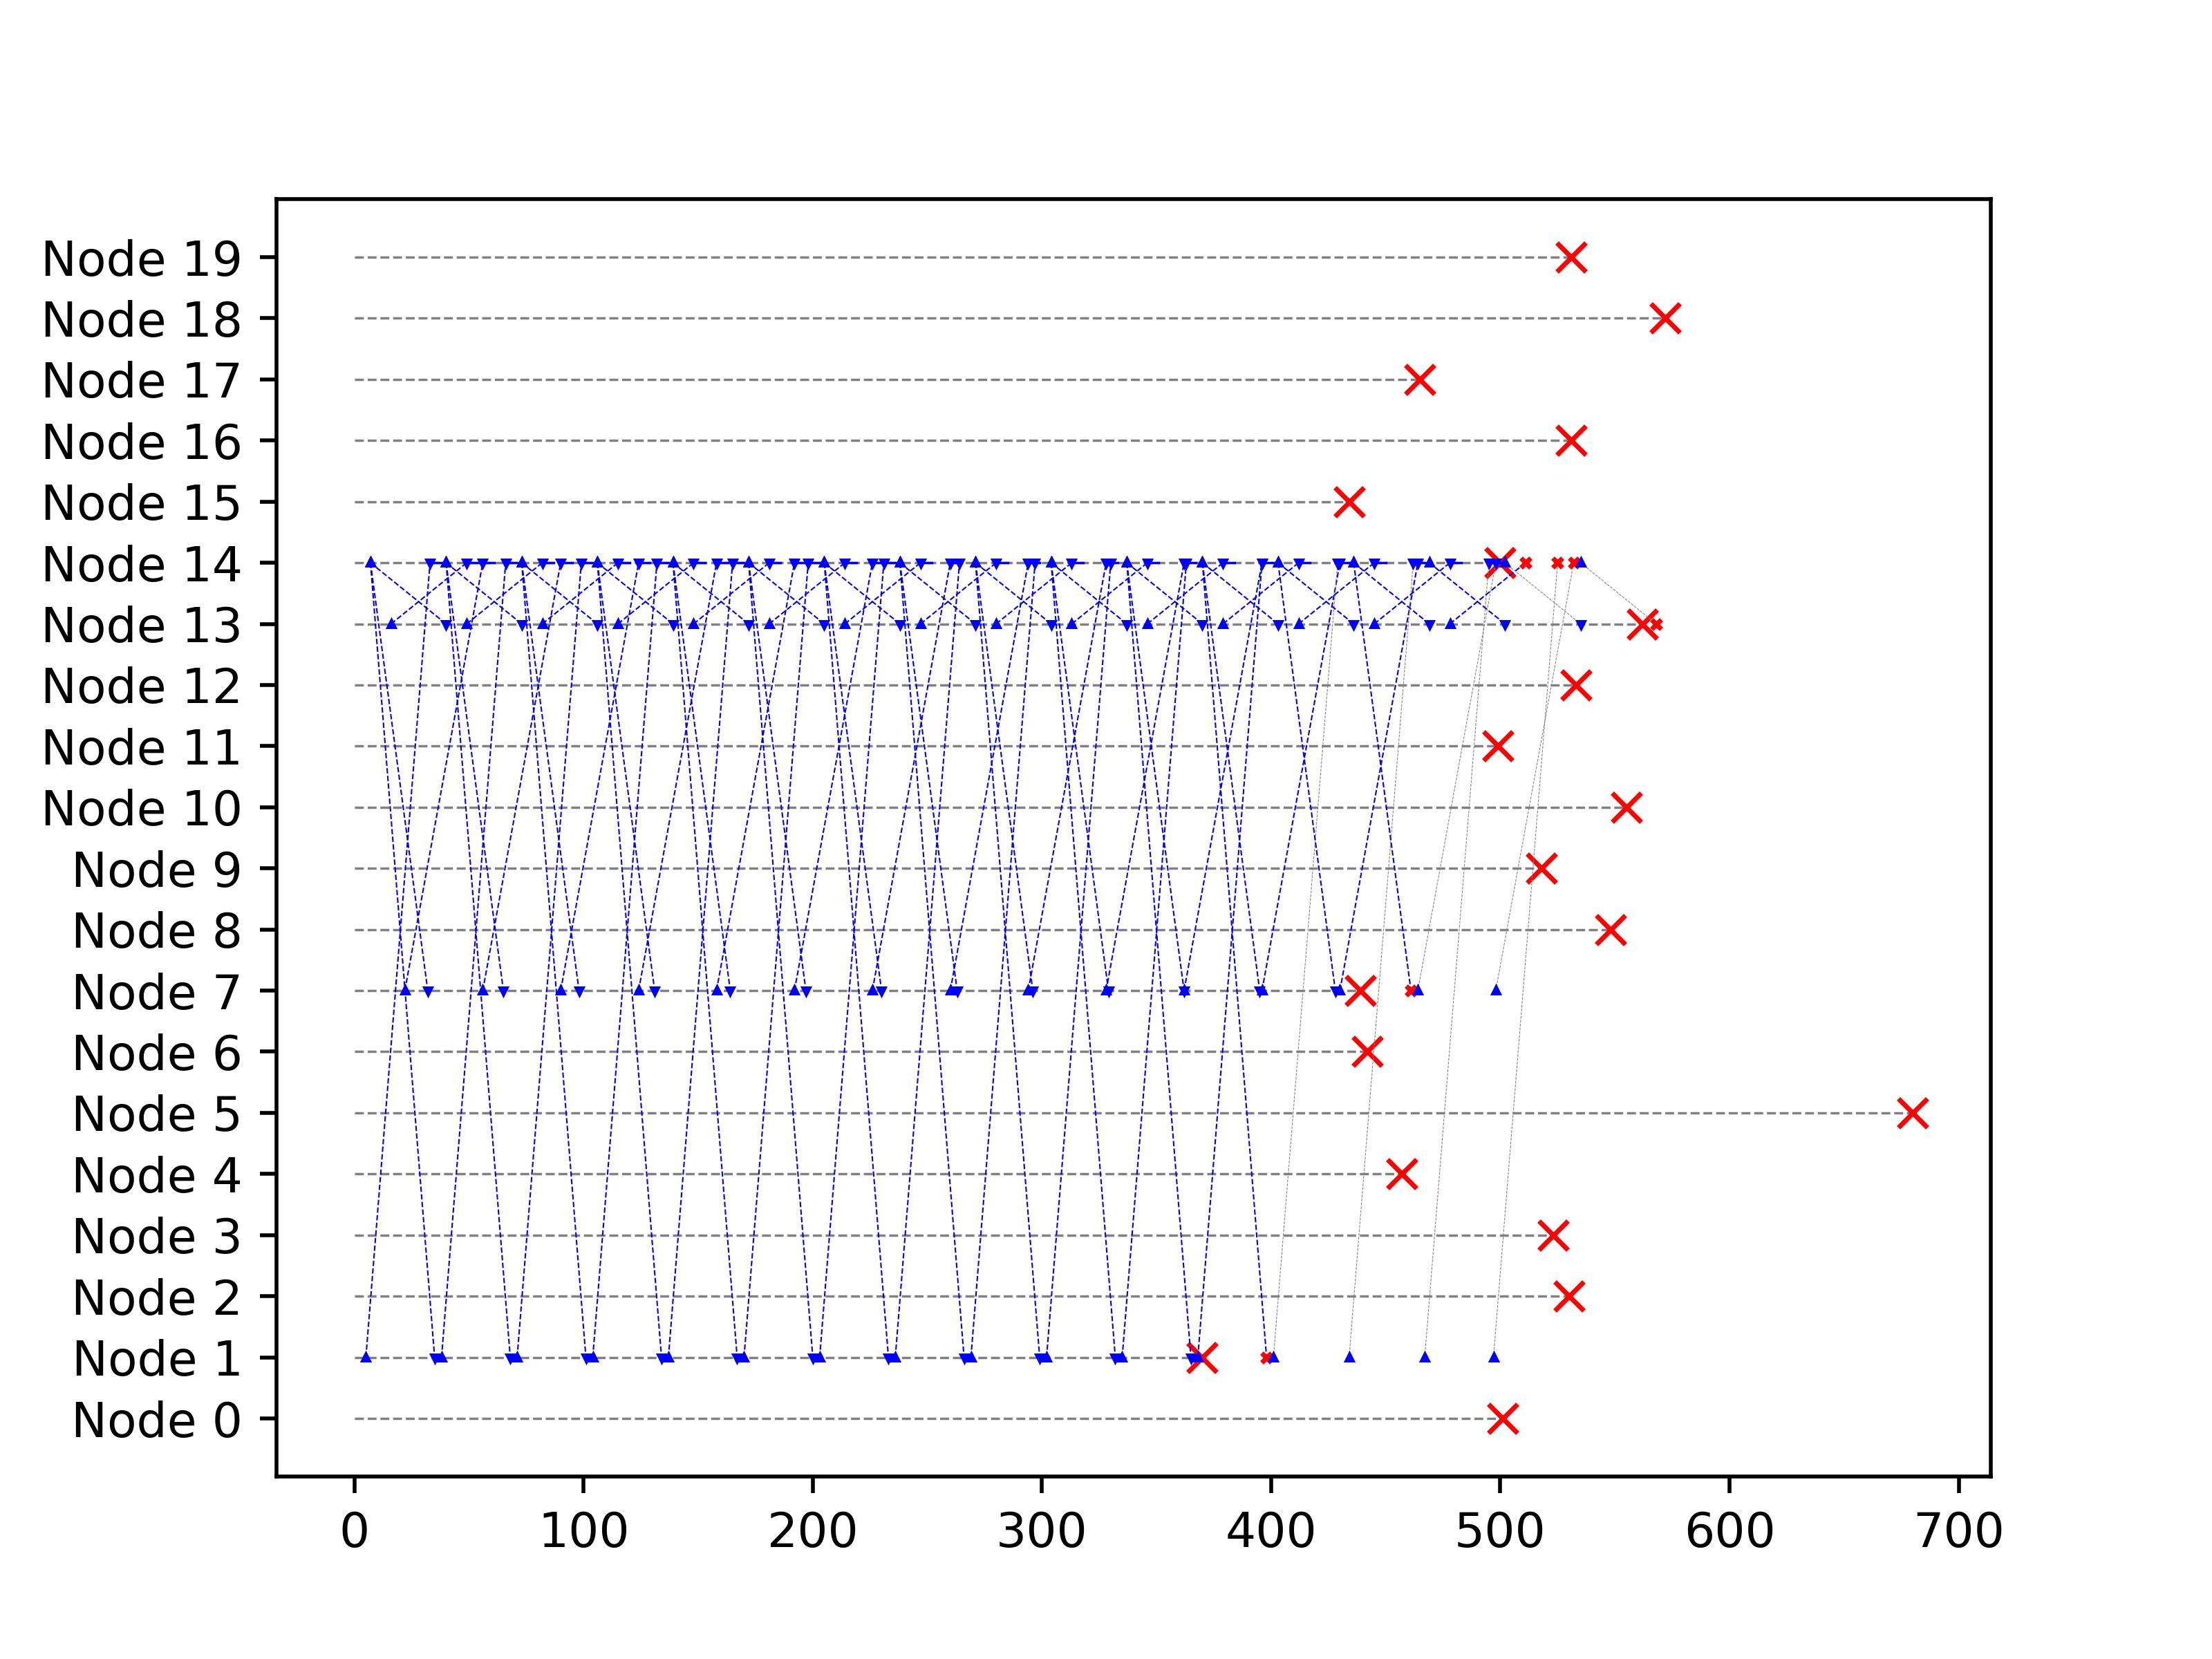 Node 19
Node 18
Node 17
Node 16
Node 15
Node 14
Node 13
Node 12
Node 11
Node 10
Node 9
Node 8
Node 7
Node 6
Node 5
Node 4
Node 3
Node 2
Node 1
Node 0
0 100 200 300 400 500 600 700